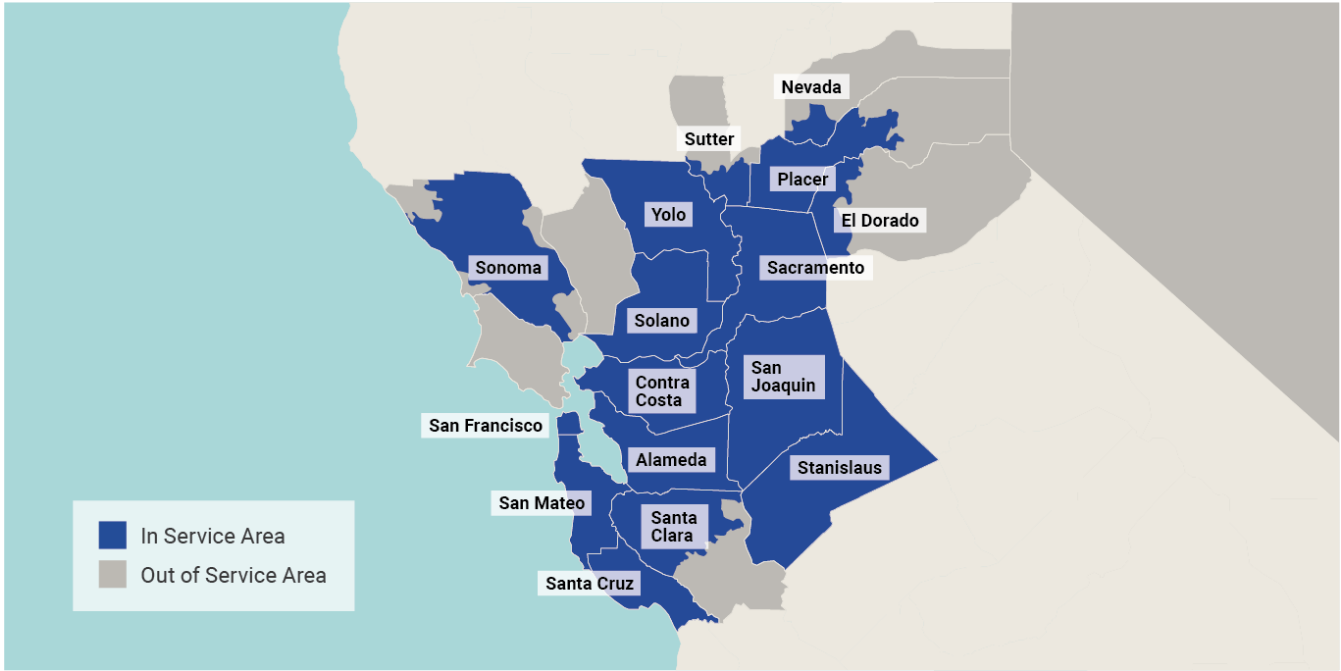 Nevada
Sutter
Placer
Yolo
El Dorado
Sonoma
Sacramento
Solano
San
Joaquin
Contra
Costa
San Francisco
Alameda
Stanislaus
San Mateo
Santa
Clara
In Service Area
Out of Service Area
Santa Cruz